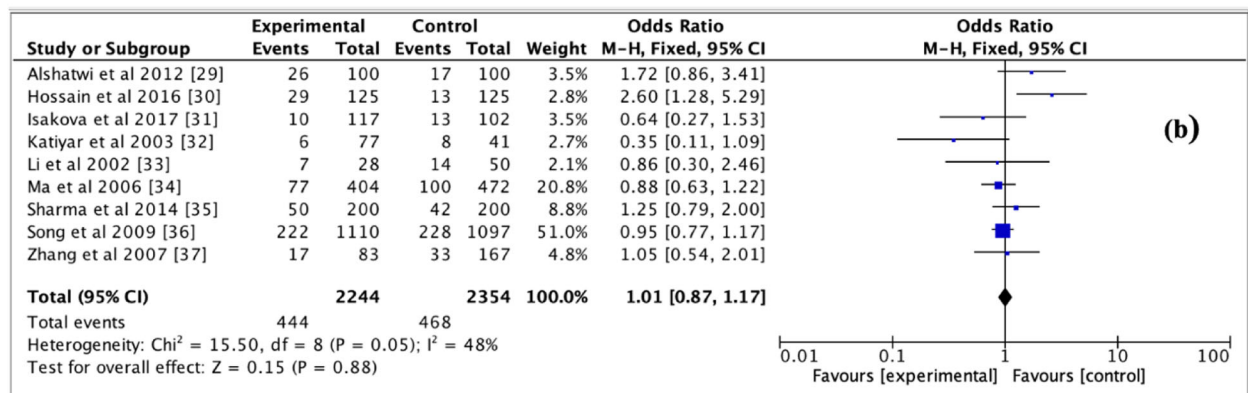 Experimental Control Odds Ratio Odds Ratio
Study or Subgroup Events Total Events Total Weight M-H, Fixed, 95% CI M-H, Fixed, 95% CI
Alshatwi et al 2012 [29] 26 100 17 100 3.5% 1.72 [0.86, 3.41]
Hossain et al 2016 [30] 29 125 13 125 2.8% 2.60 [1.28, 5.29]
Isakova et al 2017 [31] 10 117 13 102 3.5% 0.64 [0.27, 1.53]
Katiyar et al 2003 [32] 6 77 8 41 2.7% 0.35 [0.11, 1.09]
Li et al 2002 [33] 7 28 14 50 2.1% 0.86 [0.30, 2.46]
Ma et al 2006 [34] 77 404 100 472 20.8% 0.88 [0.63, 1.22]
Sharma et al 2014 [35] 50 200 42 200 8.8% 1.25 [0.79, 2.00]
Song et al 2009 [36] 222 1110 228 1097 51.0% 0.95 [0.77, 1.17]
Zhang et al 2007 [37] 17 83 33 167 4.8% 1.05 [0.54, 2.01]
(b)
Total (95% CI) 2244 2354 100.0% 1.01 [0.87, 1.17]
Total events 444 468
Heterogeneity: Chi² = 15.50, df = 8 (P = 0.05); I² = 48%
Test for overall effect: Z = 0.15 (P = 0.88)
0.01 0.1 1 10 100
Favours [experimental] Favours [control]